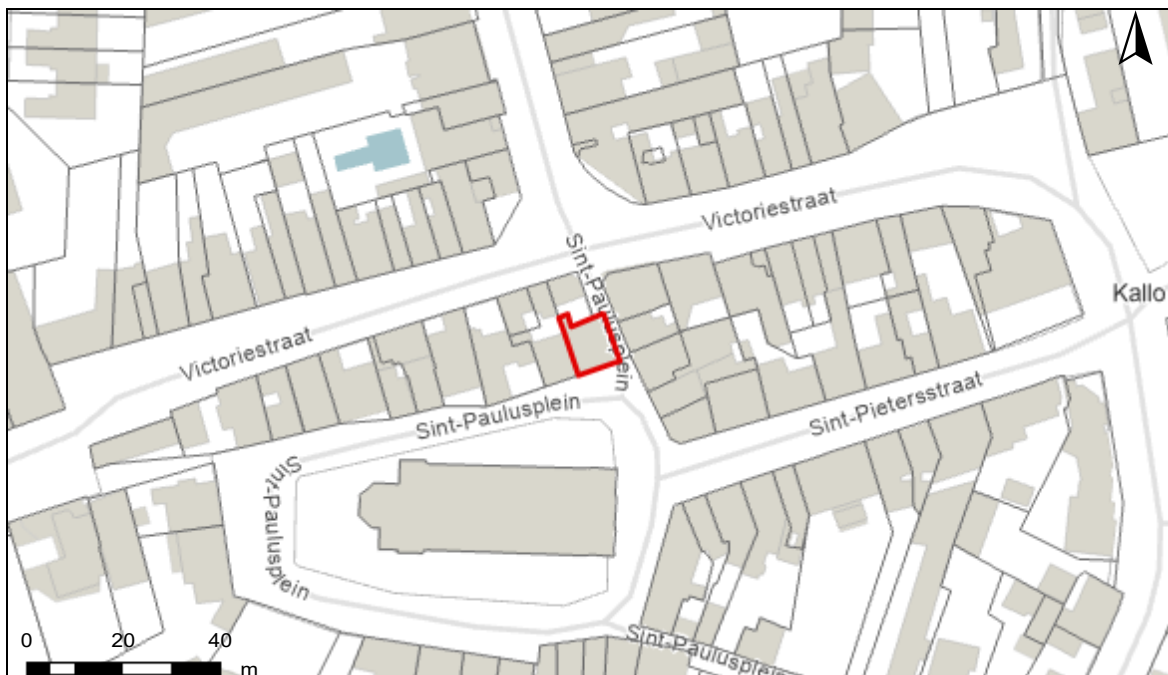 Victoriestraat
Sint-Paulusplein
Kallo
Victoriestraat
Sint-Paulusplein
Sint-Pietersstraat
Sint-Paulusplein
0 20 40
m
Sint-Paulusplein